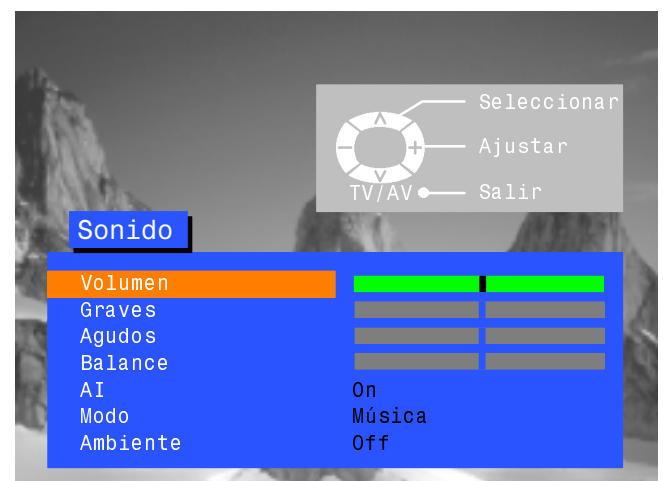 Seleccionar
Ajustar
TV/AV Salir
Sonido
Volumen
Graves
Agudos
Balance
AI On
Modo Música
Ambiente Off